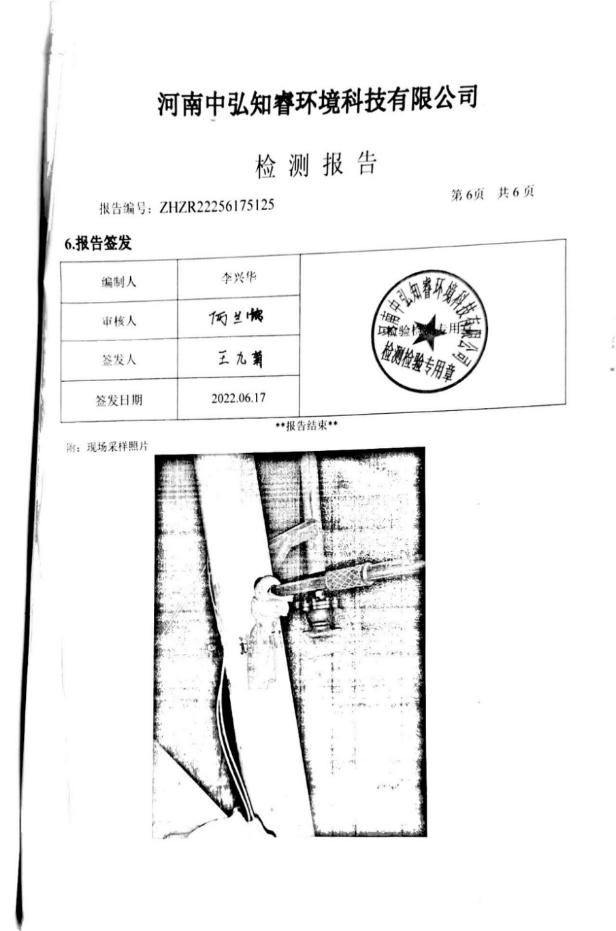 河南中弘知睿环境科技有限公司
检测报告
报告编号：ZHZR22256175125
第6页 共6页
6.报告签发
编制人 李兴华
审核人
签发人 王九菊
签发日期 2022.06.17
河南中弘知睿环境科技有限公司
检验检测专用章
检测检验专用章
**报告结束**
附：现场采样照片